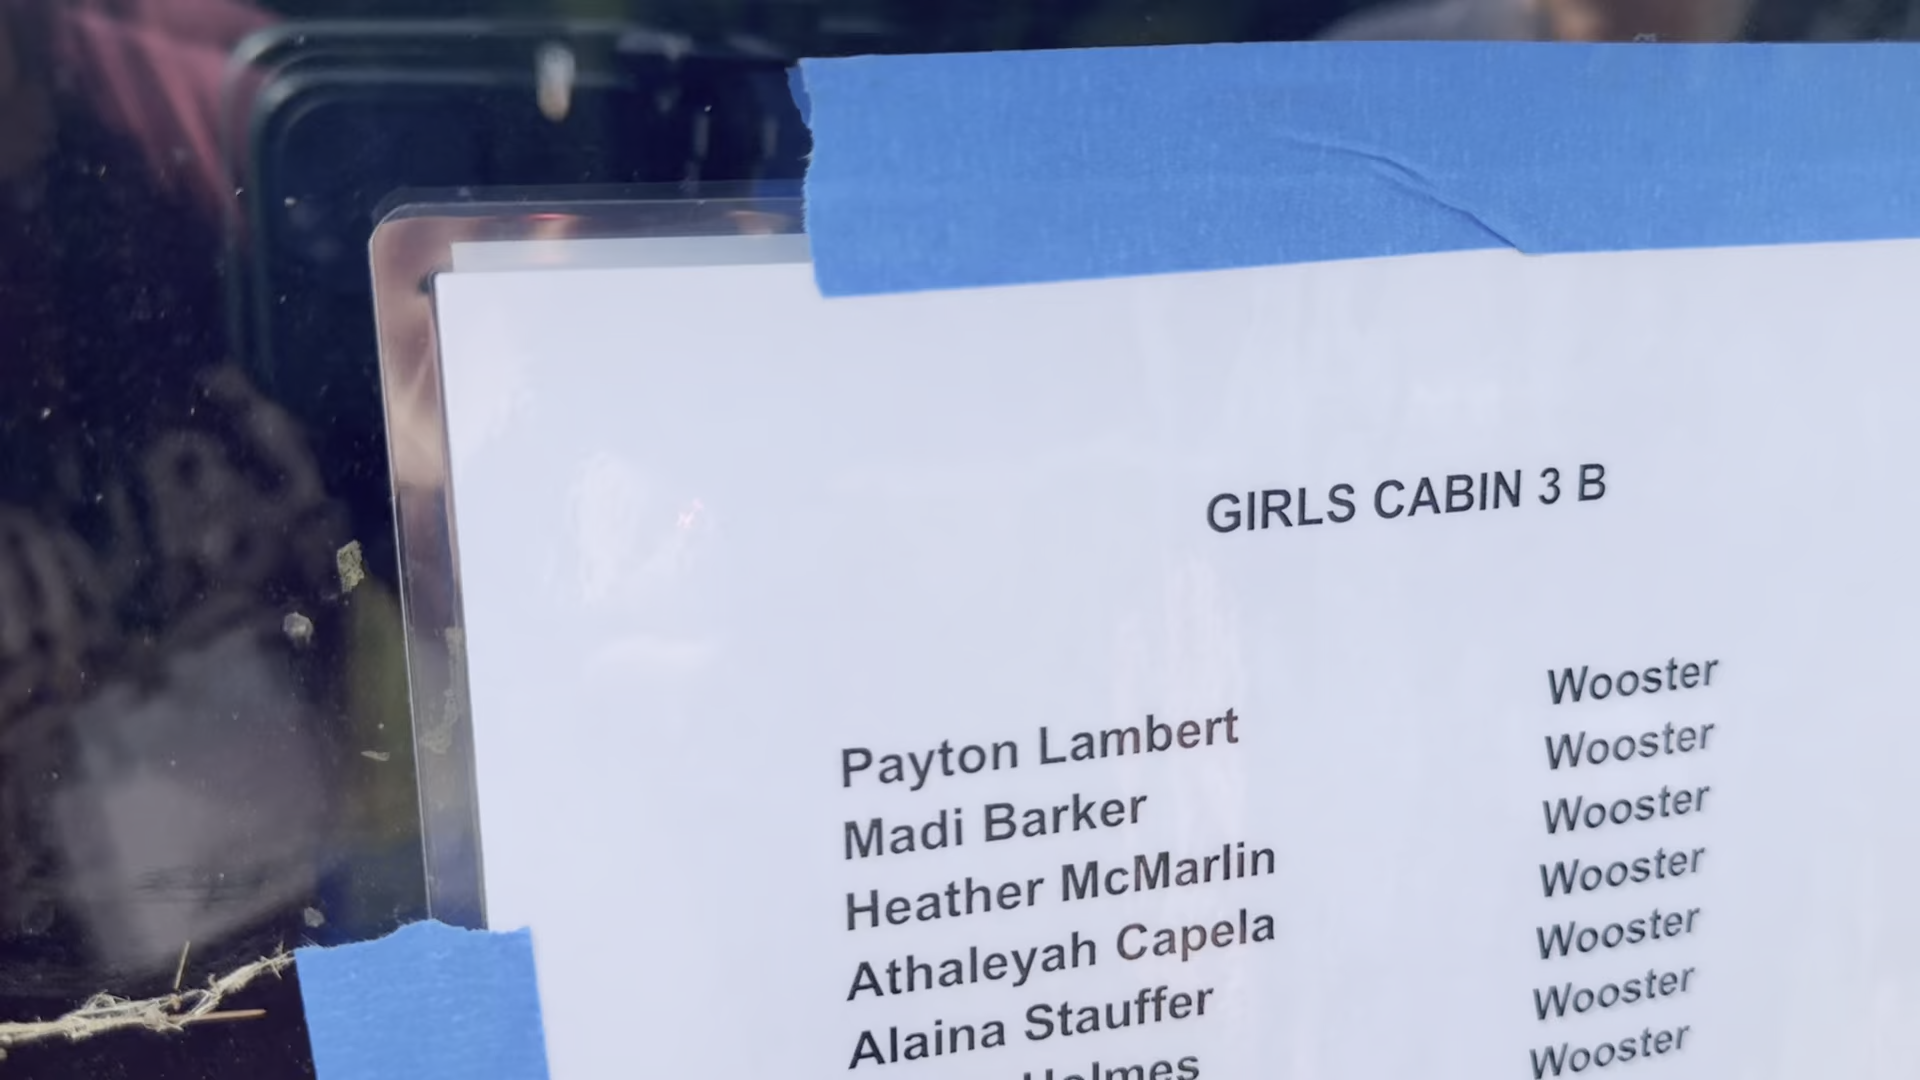 GIRLS CABIN 3 B
Payton Lambert Wooster
Madi Barker Wooster
Heather McMarlin Wooster
Athaleyah Capela Wooster
Alaina Stauffer Wooster
Holmes Wooster
Wooster